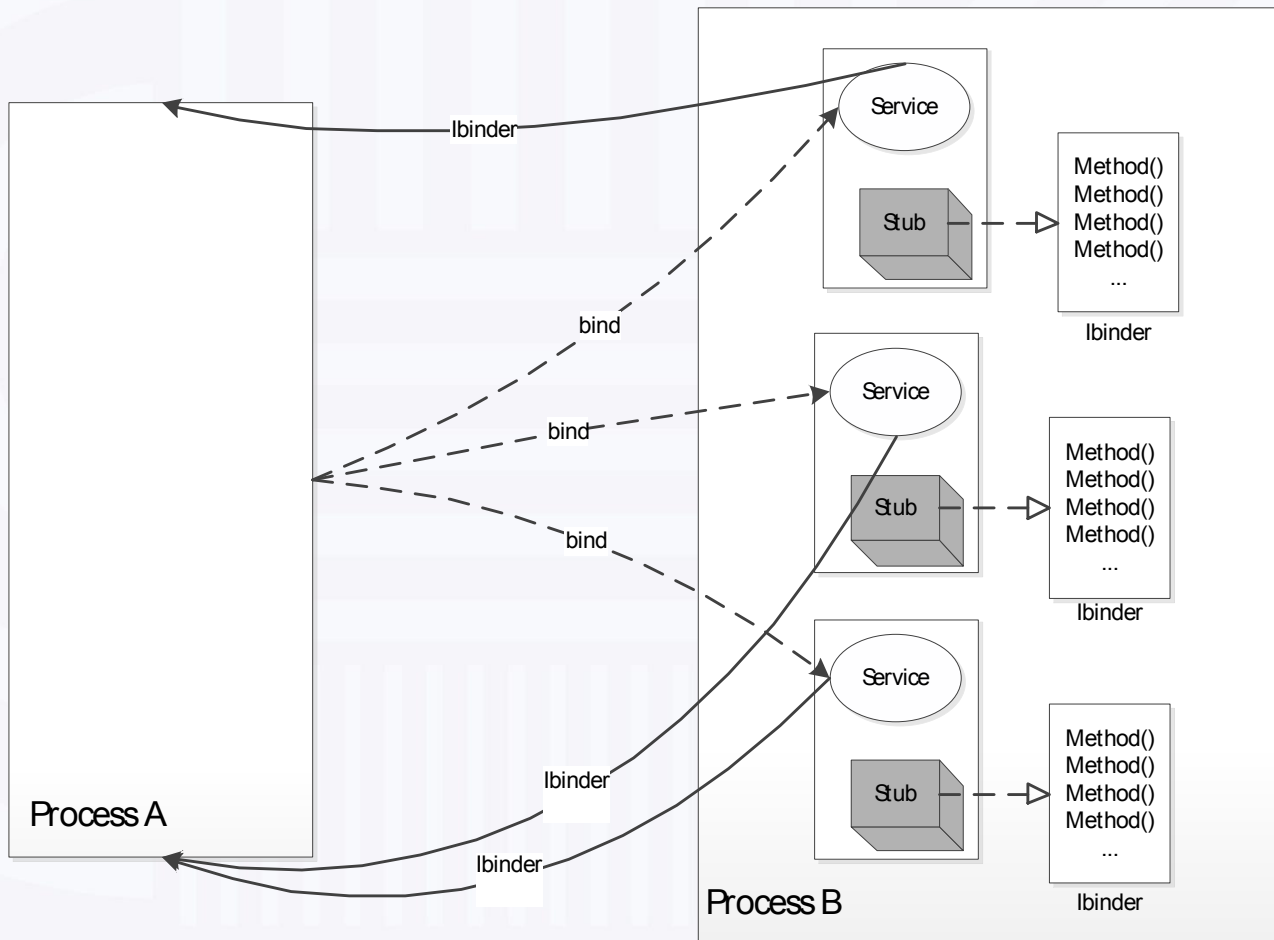 Service
Ibinder
Stub
Method()
Method()
Method()
Method()
...
Ibinder
bind
Service
bind
Stub
Method()
Method()
Method()
Method()
...
Ibinder
bind
Service
Ibinder
Stub
Method()
Method()
Method()
Method()
...
Ibinder
Process A
Ibinder
Process B